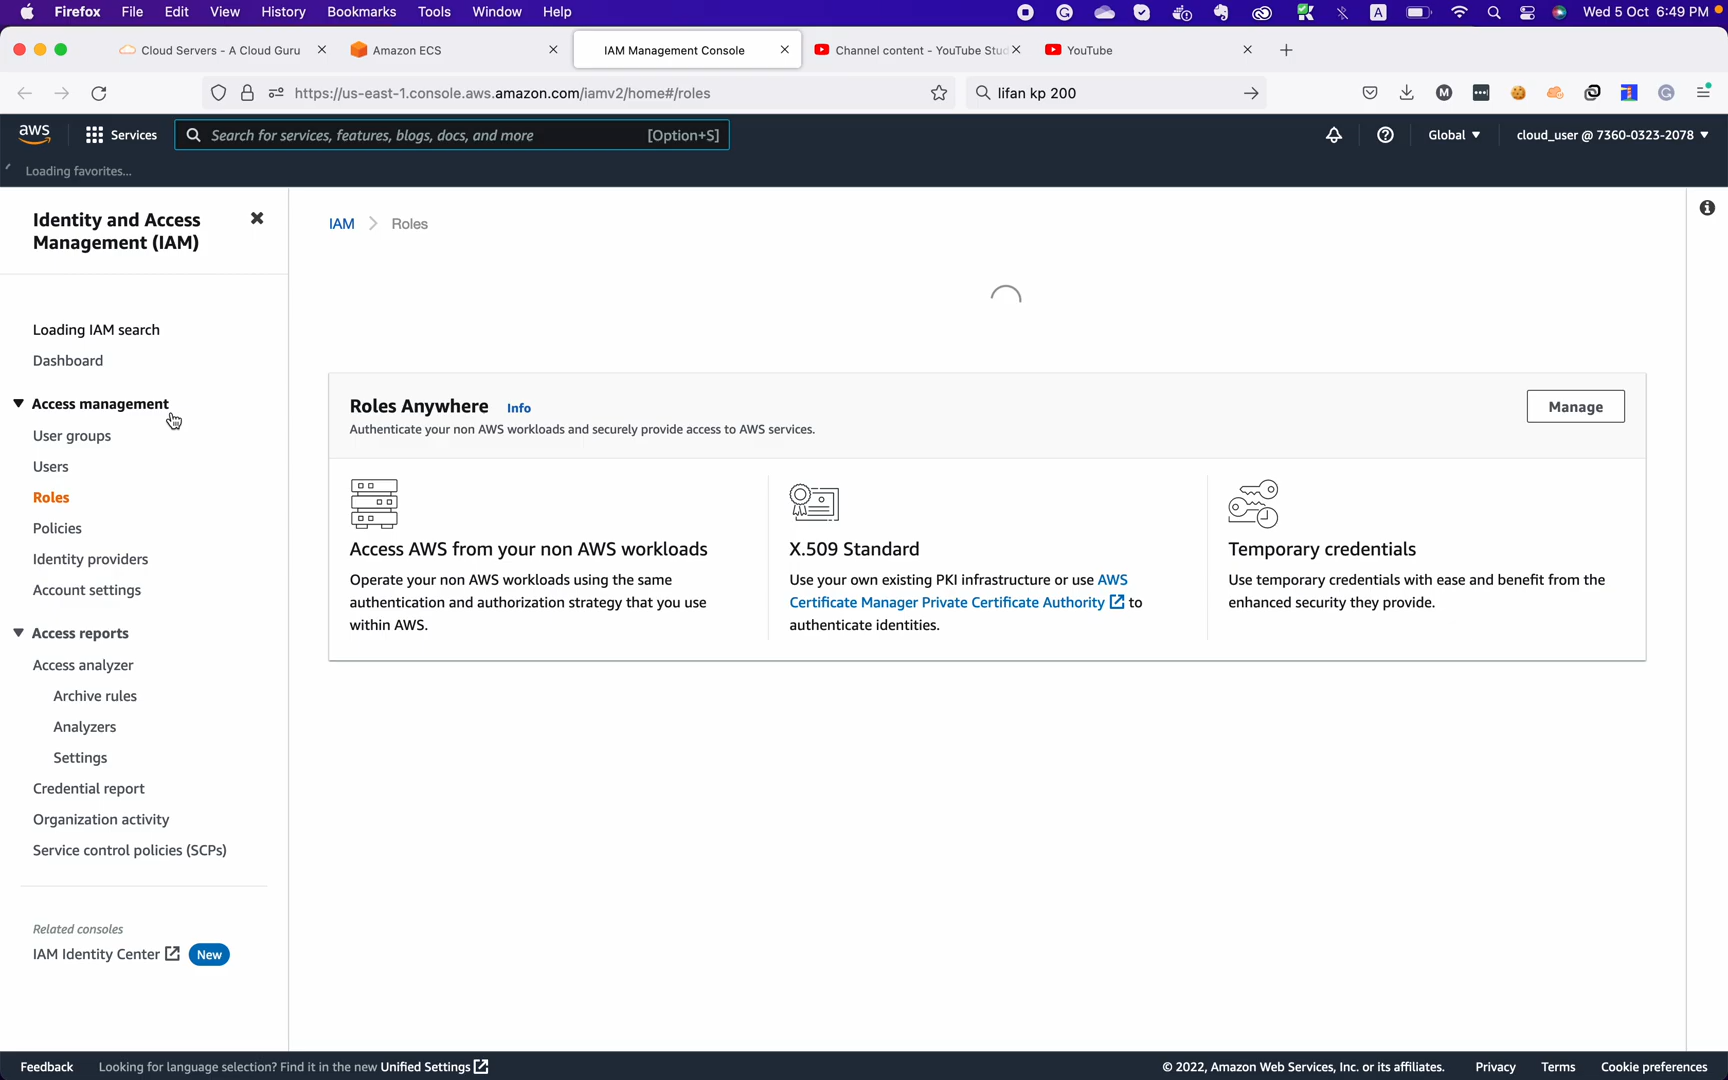 Firefox File Edit View History Bookmarks Tools Window Help A Wed 5 Oct 6:49 PM
Cloud Servers - A Cloud Guru Amazon ECS IAM Management Console Channel content - YouTube Stud YouTube
https://us-east-1.console.aws.amazon.com/iamv2/home#/roles lifan kp 200
aws Services Search for services, features, blogs, docs, and more [Option+S] Global cloud_user @ 7360-0323-2078
Loading favorites...
Identity and Access
Management (IAM)
IAM Roles
Loading IAM search
Dashboard
Access management
User groups
Users
Roles
Policies
Identity providers
Account settings
Access reports
Access analyzer
Archive rules
Analyzers
Settings
Credential report
Organization activity
Service control policies (SCPs)
Related consoles
IAM Identity Center New
Roles Anywhere Info
Authenticate your non AWS workloads and securely provide access to AWS services.
Manage
Access AWS from your non AWS workloads
Operate your non AWS workloads using the same
authentication and authorization strategy that you use
within AWS.
X.509 Standard
Use your own existing PKI infrastructure or use AWS
Certificate Manager Private Certificate Authority to
authenticate identities.
Temporary credentials
Use temporary credentials with ease and benefit from the
enhanced security they provide.
Feedback Looking for language selection? Find it in the new Unified Settings © 2022, Amazon Web Services, Inc. or its affiliates. Privacy Terms Cookie preferences